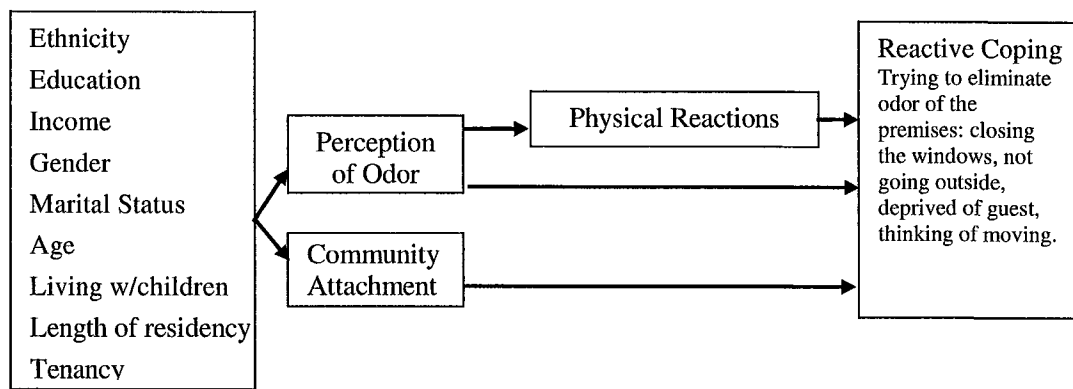 Ethnicity
Education
Income
Gender
Marital Status
Age
Living w/children
Length of residency
Tenancy
Perception
of Odor
Community
Attachment
Physical Reactions
Reactive Coping
Trying to eliminate
odor of the
premises: closing
the windows, not
going outside,
deprived of guest,
thinking of moving.